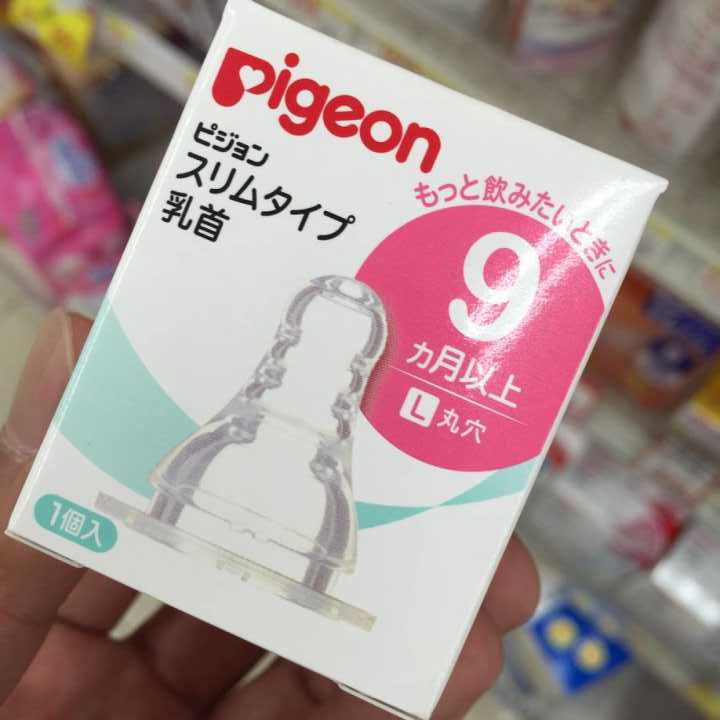 Pigeon
ピジョン
スリムタイプ
乳首
もっと飲みたいときに
9
カ月以上
L 丸穴
1個入